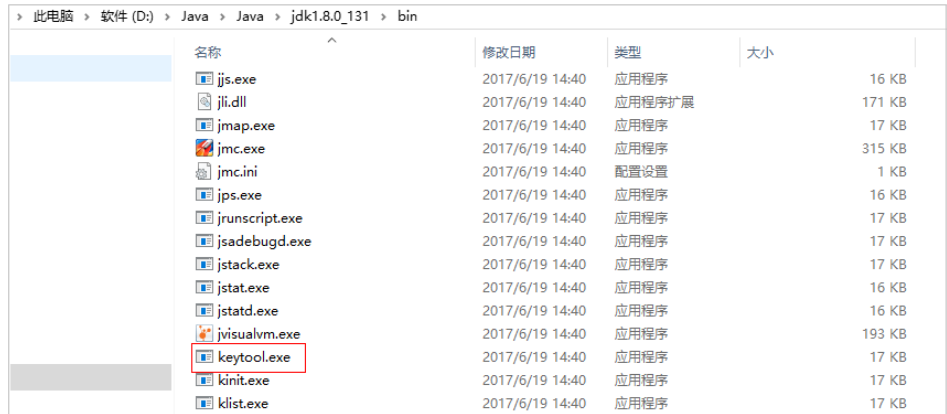 › 此电脑 › 软件 (D:) › Java › Java › jdk1.8.0_131 › bin
名称 修改日期 类型 大小
jjs.exe 2017/6/19 14:40 应用程序 16 KB
jli.dll 2017/6/19 14:40 应用程序扩展 171 KB
jmap.exe 2017/6/19 14:40 应用程序 17 KB
jmc.exe 2017/6/19 14:40 应用程序 315 KB
jmc.ini 2017/6/19 14:40 配置设置 1 KB
jps.exe 2017/6/19 14:40 应用程序 16 KB
jrunscript.exe 2017/6/19 14:40 应用程序 17 KB
jsadebugd.exe 2017/6/19 14:40 应用程序 17 KB
jstack.exe 2017/6/19 14:40 应用程序 17 KB
jstat.exe 2017/6/19 14:40 应用程序 16 KB
jstatd.exe 2017/6/19 14:40 应用程序 16 KB
jvisualvm.exe 2017/6/19 14:40 应用程序 193 KB
keytool.exe 2017/6/19 14:40 应用程序 17 KB
kinit.exe 2017/6/19 14:40 应用程序 17 KB
klist.exe 2017/6/19 14:40 应用程序 17 KB